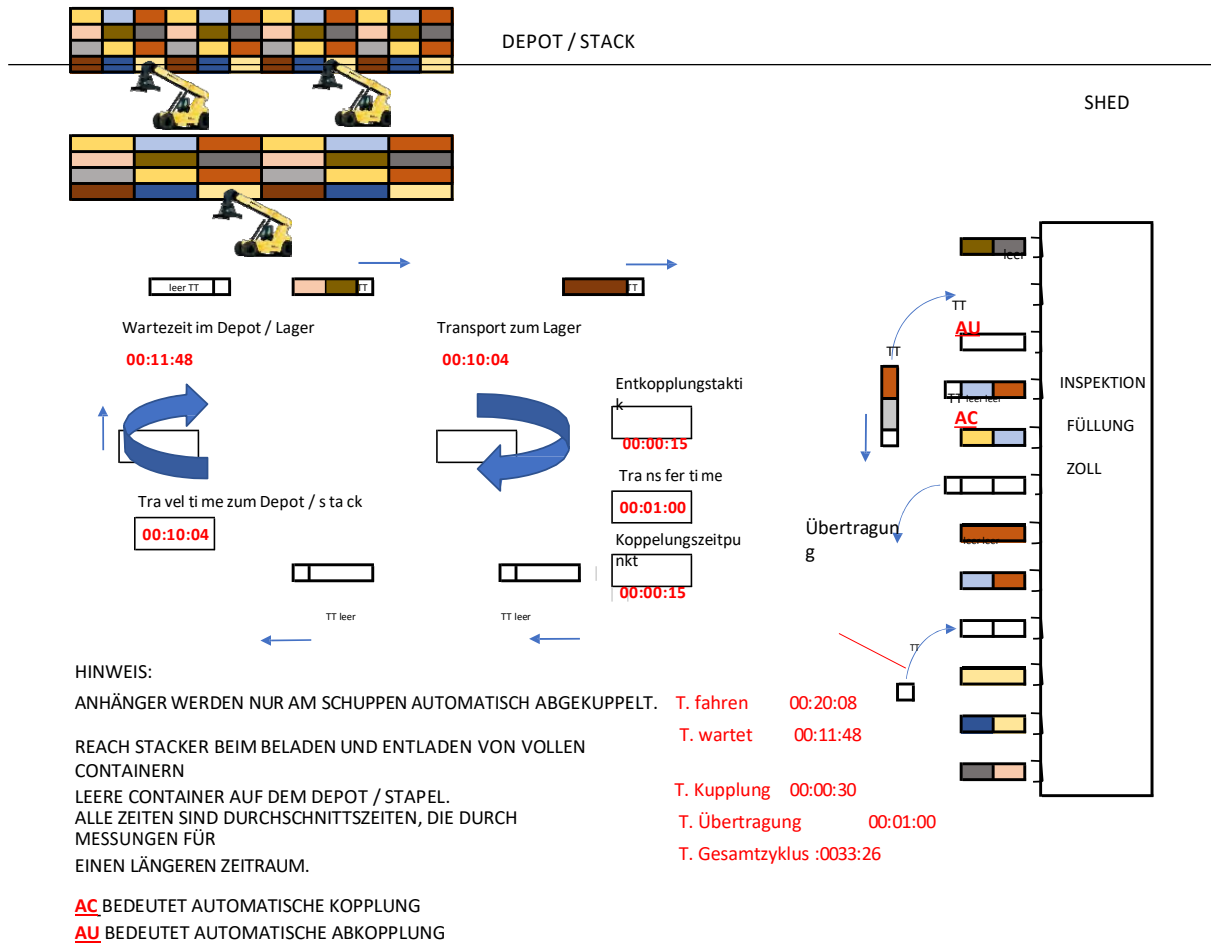 DEPOT / STACK
SHED
leer
leer TT
TT
TT
TT
AU
Wartezeit im Depot / Lager
Transport zum Lager
00:11:48
00:10:04
TT
Entkopplungstakti
k
00:00:15
INSPEKTION
FÜLLUNG
ZOLL
TT leer leer
AC
Tra ns fer ti me
00:01:00
Tra vel ti me zum Depot / s ta ck
00:10:04
Koppelungszeitpu
nkt
00:00:15
Übertragun
g
leer leer
TT leer
TT leer
TT
HINWEIS:
ANHÄNGER WERDEN NUR AM SCHUPPEN AUTOMATISCH ABGEKUPPELT.
REACH STACKER BEIM BELADEN UND ENTLADEN VON VOLLEN
CONTAINERN
LEERE CONTAINER AUF DEM DEPOT / STAPEL.
ALLE ZEITEN SIND DURCHSCHNITTSZEITEN, DIE DURCH
MESSUNGEN FÜR
EINEN LÄNGEREN ZEITRAUM.
T. fahren 00:20:08
T. wartet 00:11:48
T. Kupplung 00:00:30
T. Übertragung 00:01:00
T. Gesamtzyklus :0033:26
AC BEDEUTET AUTOMATISCHE KOPPLUNG
AU BEDEUTET AUTOMATISCHE ABKOPPLUNG